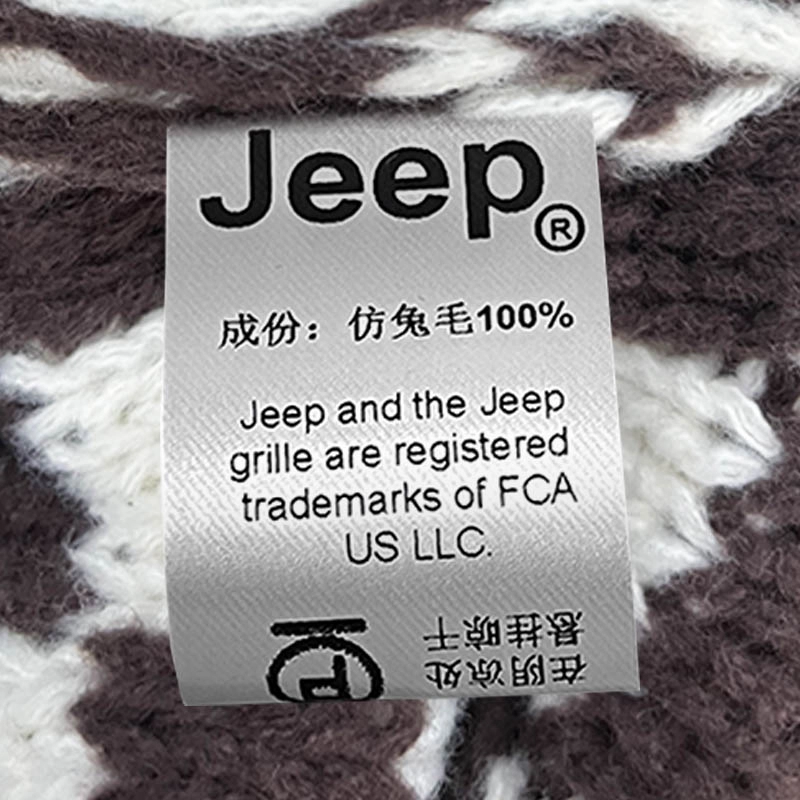 Jeep®
成份：仿兔毛100%
Jeep and the Jeep
grille are registered
trademarks of FCA
US LLC.
悬挂晾干
在阴凉处